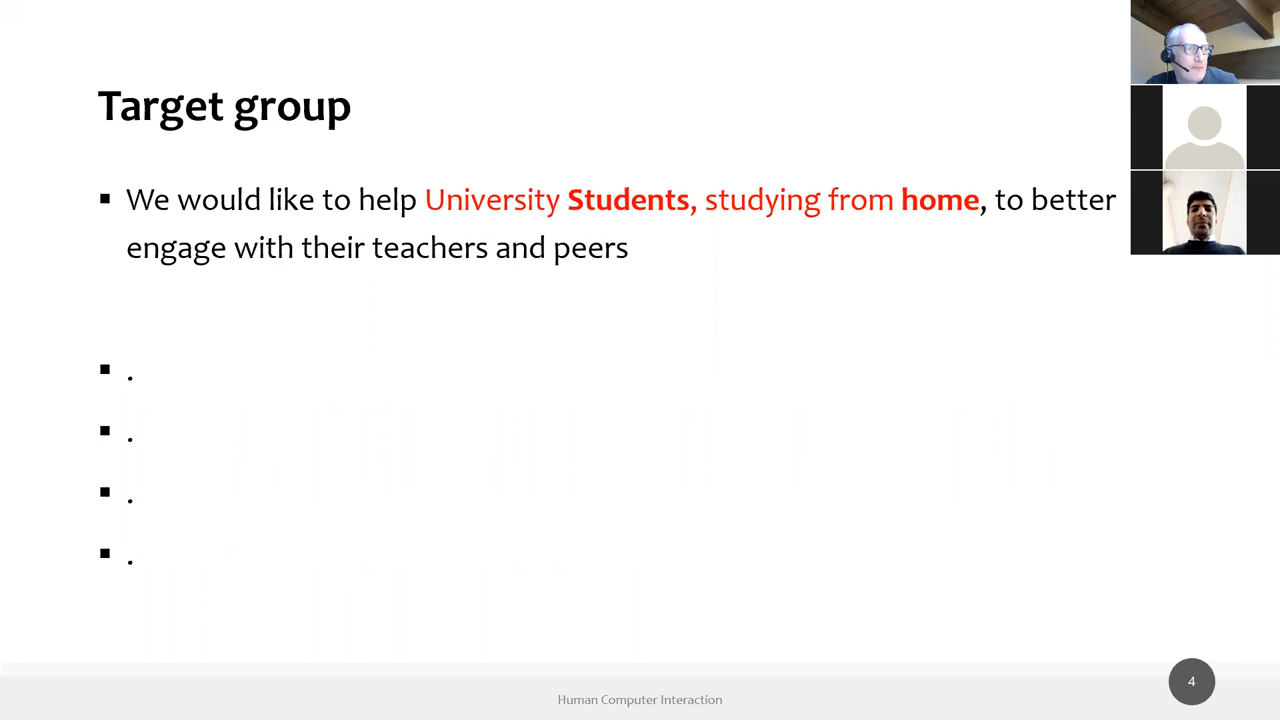 Target group
▪ We would like to help University Students, studying from home, to better
engage with their teachers and peers
▪ .
▪ .
▪ .
▪ .
Human Computer Interaction
4